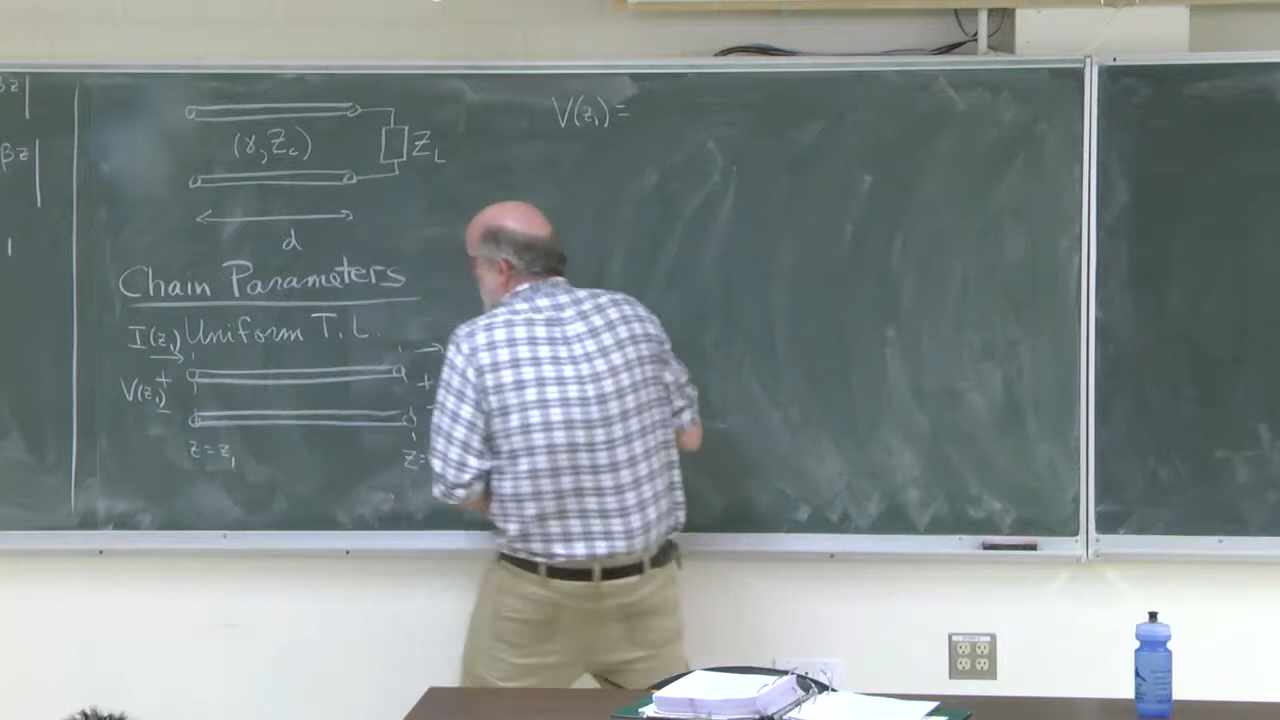 βz|
βz|
(γ, Z_c)
Z_L
d
Chain Parameters
Uniform T.L.
I(z_1)
+
V(z_1)
-
+
z=z_1
z=
V(z_1)=